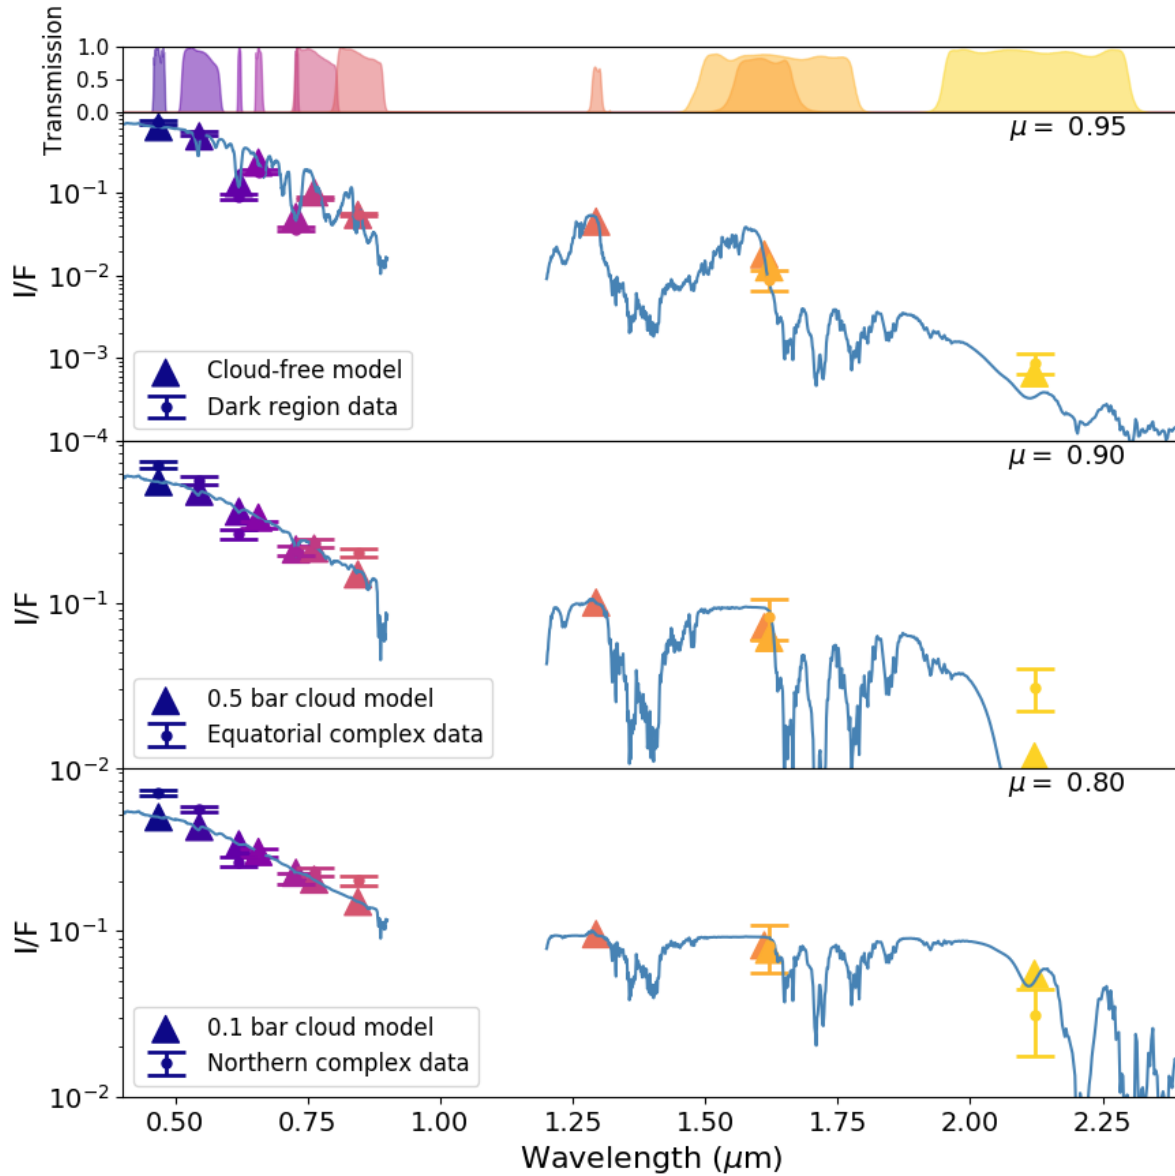 Transmission
1.0
0.5
0.0
μ = 0.95
10⁻¹
10⁻²
10⁻³
10⁻⁴
I/F
Cloud-free model
Dark region data
μ = 0.90
10⁻¹
10⁻²
I/F
0.5 bar cloud model
Equatorial complex data
μ = 0.80
10⁻¹
10⁻²
I/F
0.1 bar cloud model
Northern complex data
0.50 0.75 1.00 1.25 1.50 1.75 2.00 2.25
Wavelength (μm)